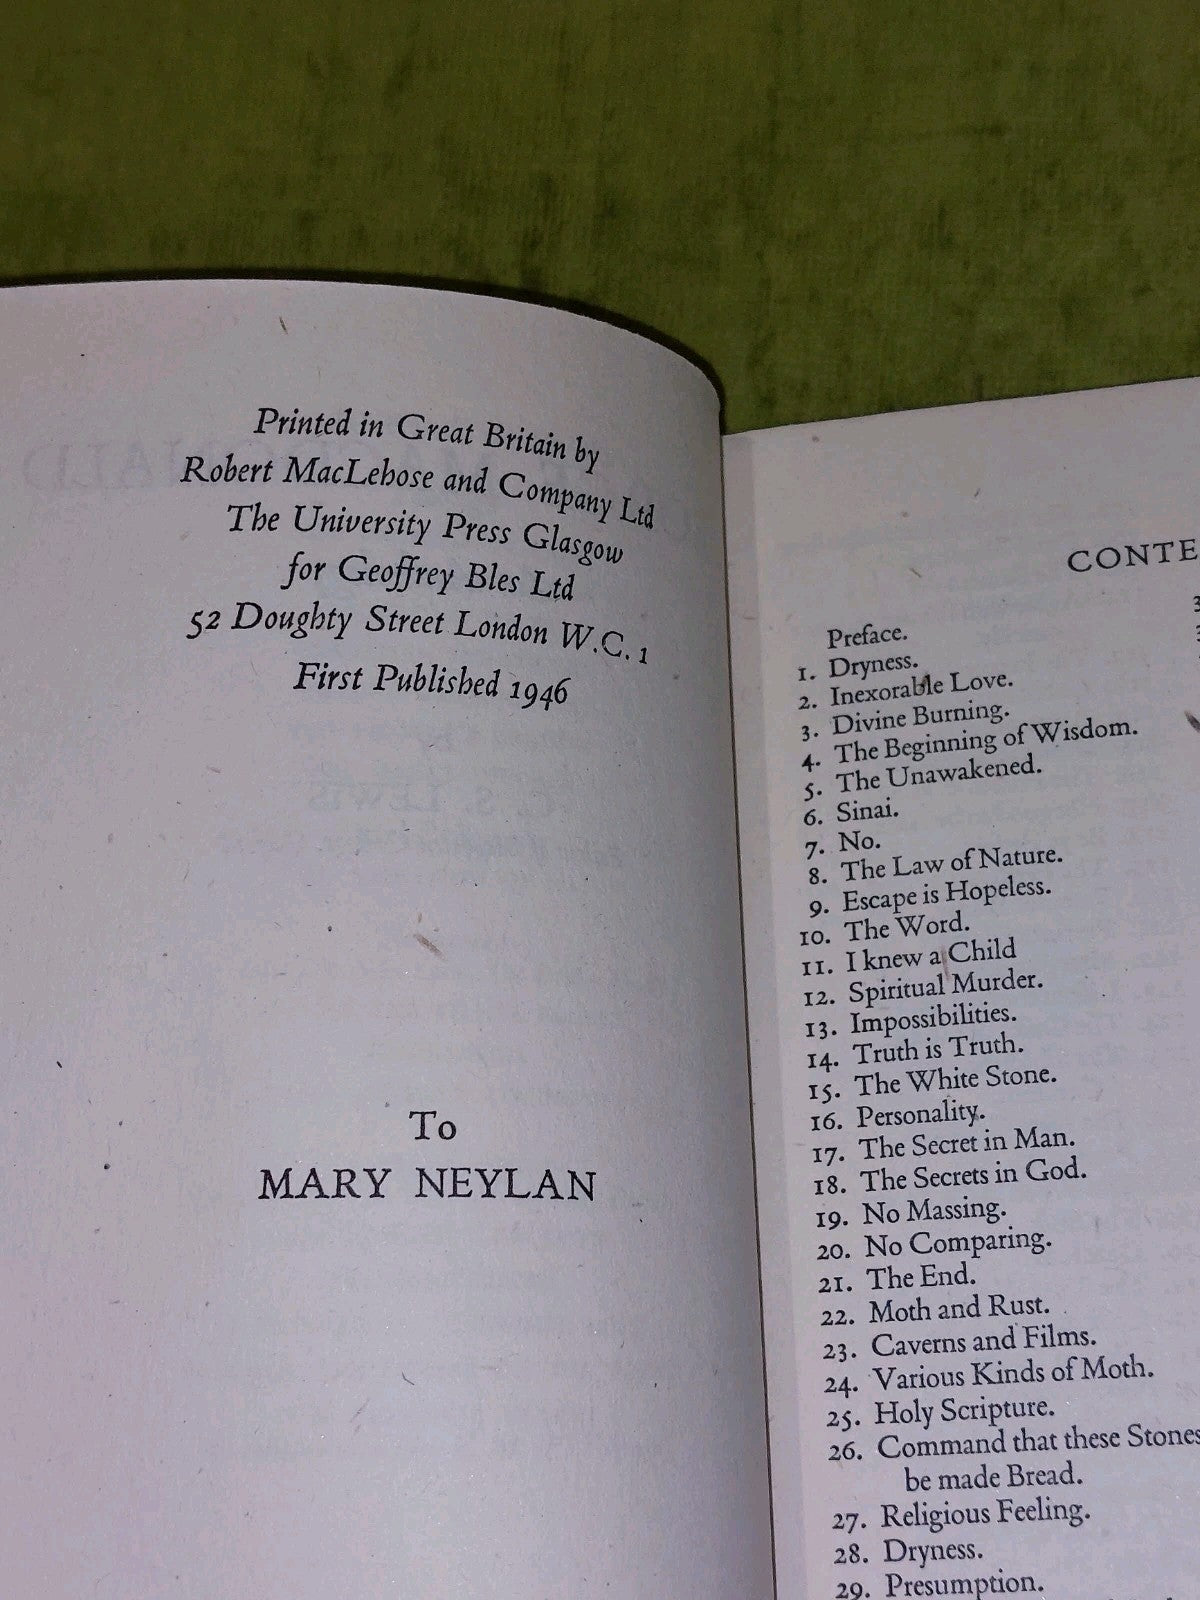 Printed in Great Britain by
Robert MacLehose and Company Ltd
The University Press Glasgow
for Geoffrey Bles Ltd
52 Doughty Street London W.C. 1
First Published 1946
To
MARY NEYLAN
CONTE
Preface.
1. Dryness.
2. Inexorable Love.
3. Divine Burning.
4. The Beginning of Wisdom.
5. The Unawakened.
6. Sinai.
7. No.
8. The Law of Nature.
9. Escape is Hopeless.
10. The Word.
11. I knew a Child
12. Spiritual Murder.
13. Impossibilities.
14. Truth is Truth.
15. The White Stone.
16. Personality.
17. The Secret in Man.
18. The Secrets in God.
19. No Massing.
20. No Comparing.
21. The End.
22. Moth and Rust.
23. Caverns and Films.
24. Various Kinds of Moth.
25. Holy Scripture.
26. Command that these Stones
be made Bread.
27. Religious Feeling.
28. Dryness.
29. Presumption.